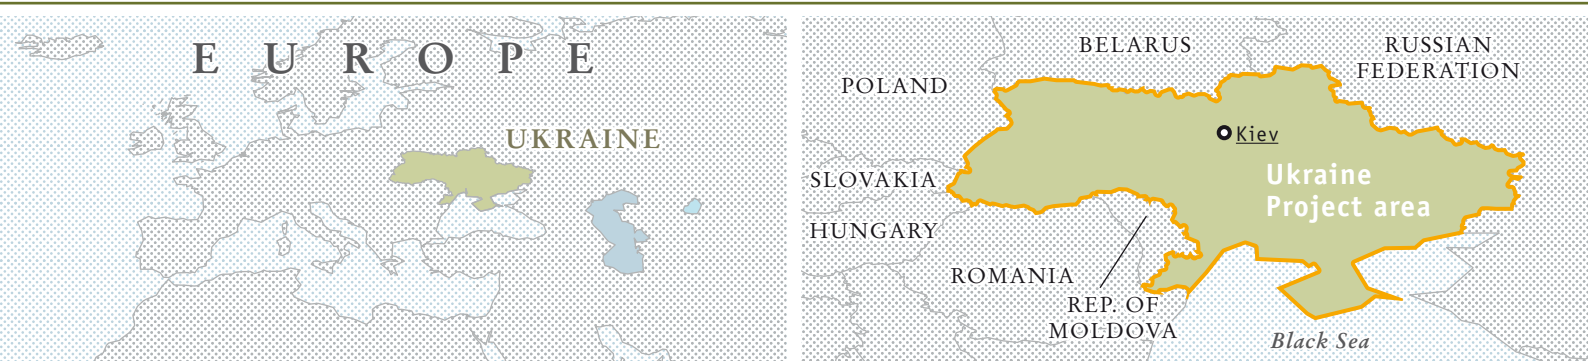 EUROPE
UKRAINE
BELARUS
RUSSIAN
FEDERATION
POLAND
Kiev
Ukraine
Project area
SLOVAKIA
HUNGARY
ROMANIA
REP. OF
MOLDOVA
Black Sea